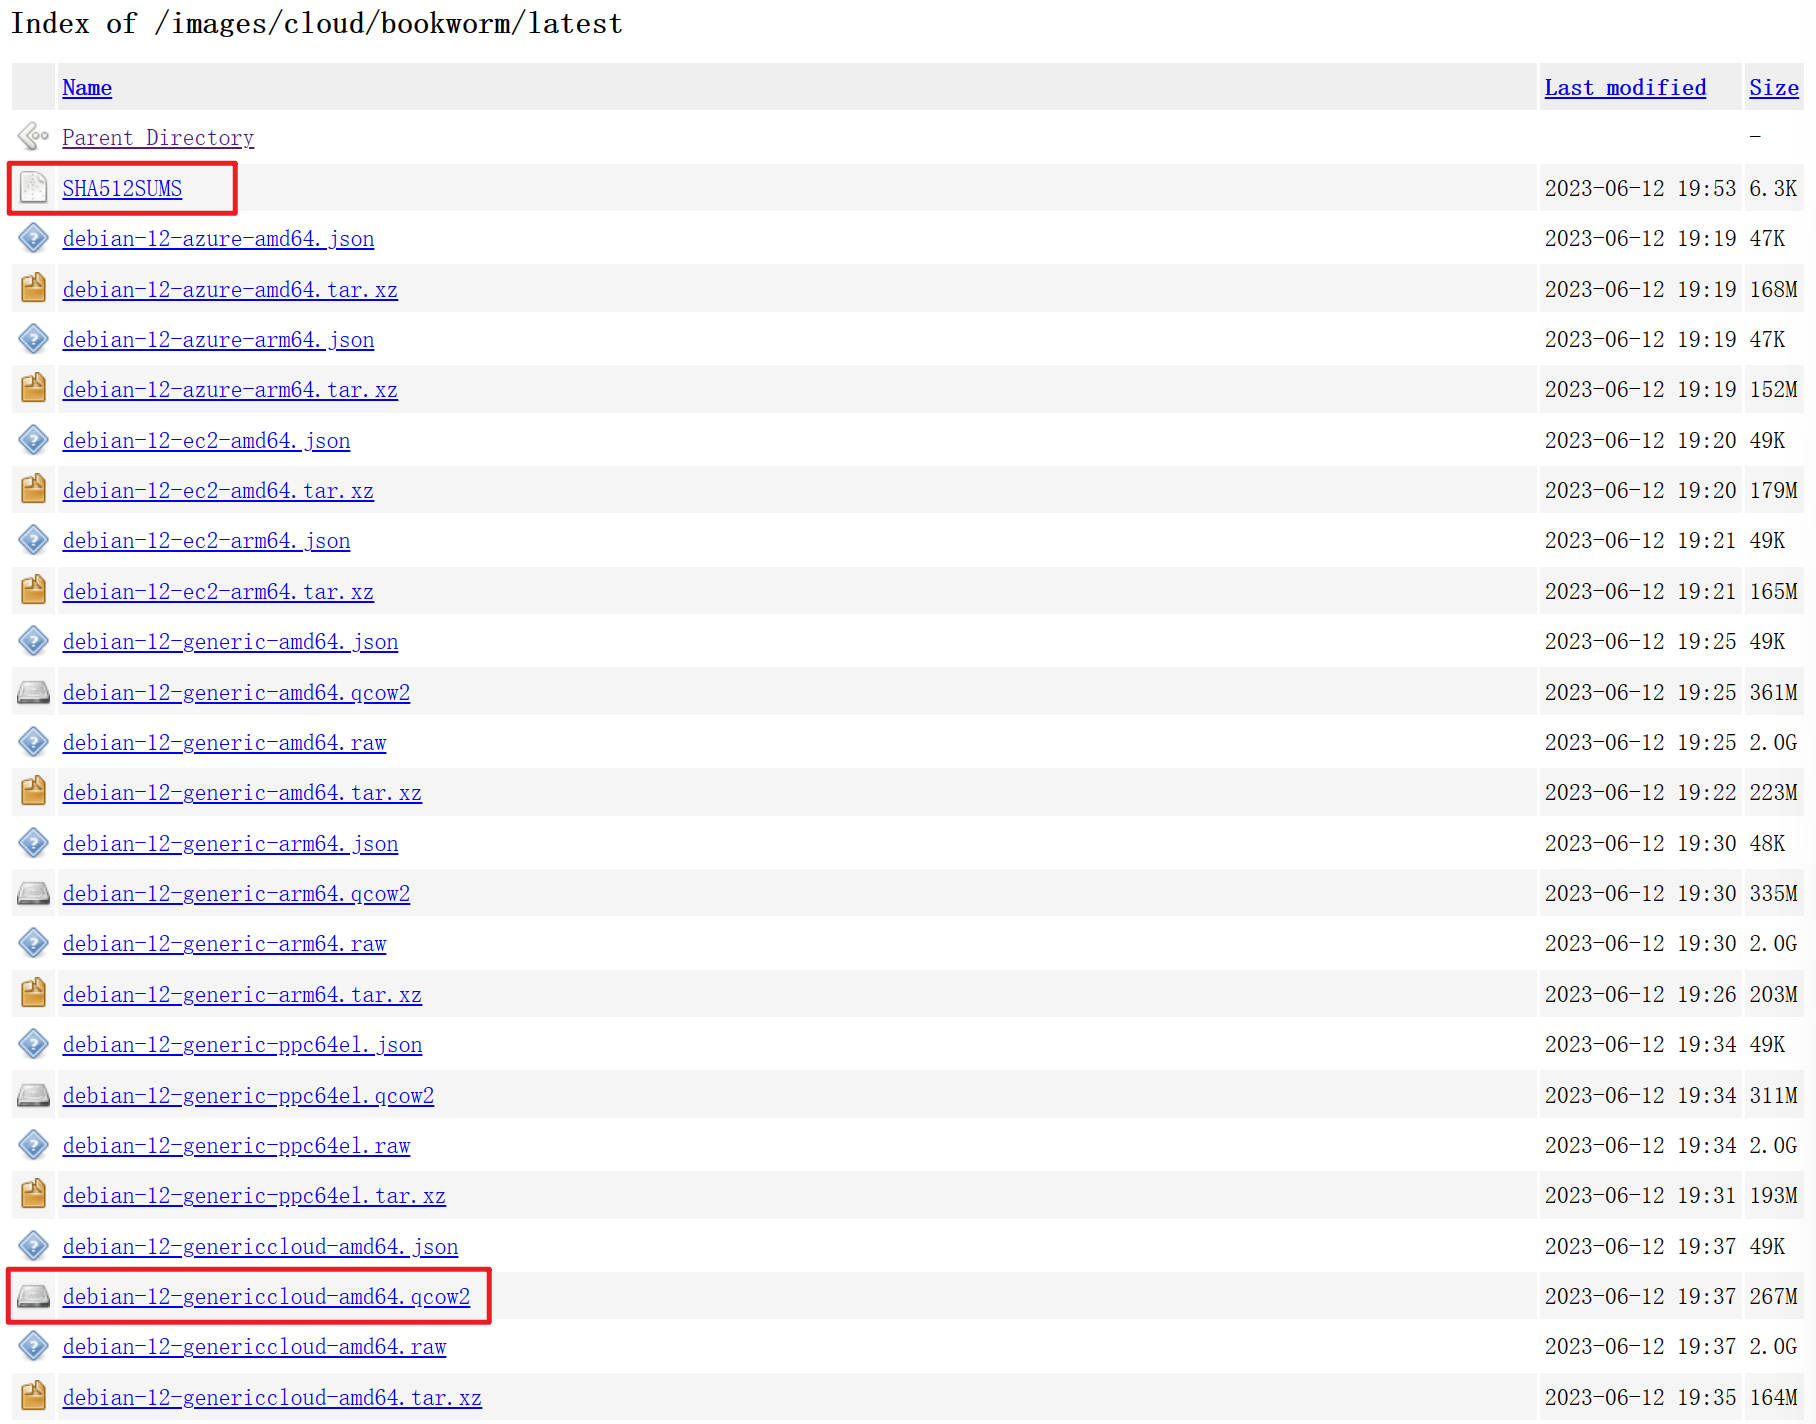 Index of /images/cloud/bookworm/latest
Name Last modified Size
Parent Directory -
SHA512SUMS 2023-06-12 19:53 6.3K
debian-12-azure-amd64.json 2023-06-12 19:19 47K
debian-12-azure-amd64.tar.xz 2023-06-12 19:19 168M
debian-12-azure-arm64.json 2023-06-12 19:19 47K
debian-12-azure-arm64.tar.xz 2023-06-12 19:19 152M
debian-12-ec2-amd64.json 2023-06-12 19:20 49K
debian-12-ec2-amd64.tar.xz 2023-06-12 19:20 179M
debian-12-ec2-arm64.json 2023-06-12 19:21 49K
debian-12-ec2-arm64.tar.xz 2023-06-12 19:21 165M
debian-12-generic-amd64.json 2023-06-12 19:25 49K
debian-12-generic-amd64.qcow2 2023-06-12 19:25 361M
debian-12-generic-amd64.raw 2023-06-12 19:25 2.0G
debian-12-generic-amd64.tar.xz 2023-06-12 19:22 223M
debian-12-generic-arm64.json 2023-06-12 19:30 48K
debian-12-generic-arm64.qcow2 2023-06-12 19:30 335M
debian-12-generic-arm64.raw 2023-06-12 19:30 2.0G
debian-12-generic-arm64.tar.xz 2023-06-12 19:26 203M
debian-12-generic-ppc64el.json 2023-06-12 19:34 49K
debian-12-generic-ppc64el.qcow2 2023-06-12 19:34 311M
debian-12-generic-ppc64el.raw 2023-06-12 19:34 2.0G
debian-12-generic-ppc64el.tar.xz 2023-06-12 19:31 193M
debian-12-genericcloud-amd64.json 2023-06-12 19:37 49K
debian-12-genericcloud-amd64.qcow2 2023-06-12 19:37 267M
debian-12-genericcloud-amd64.raw 2023-06-12 19:37 2.0G
debian-12-genericcloud-amd64.tar.xz 2023-06-12 19:35 164M